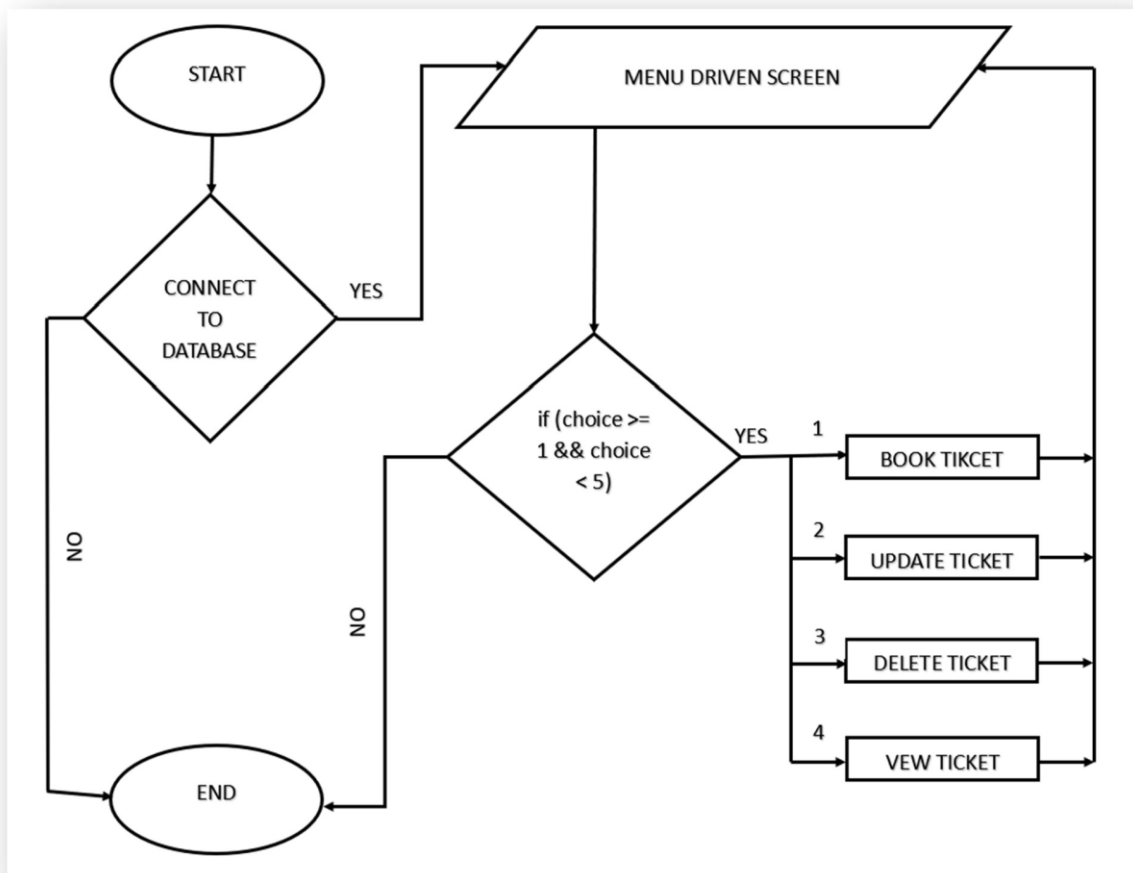 START
MENU DRIVEN SCREEN
CONNECT
TO
DATABASE
YES
if (choice >=
1 && choice
< 5)
YES
1
BOOK TIKCET
2
UPDATE TICKET
3
DELETE TICKET
4
VEW TICKET
NO
NO
END